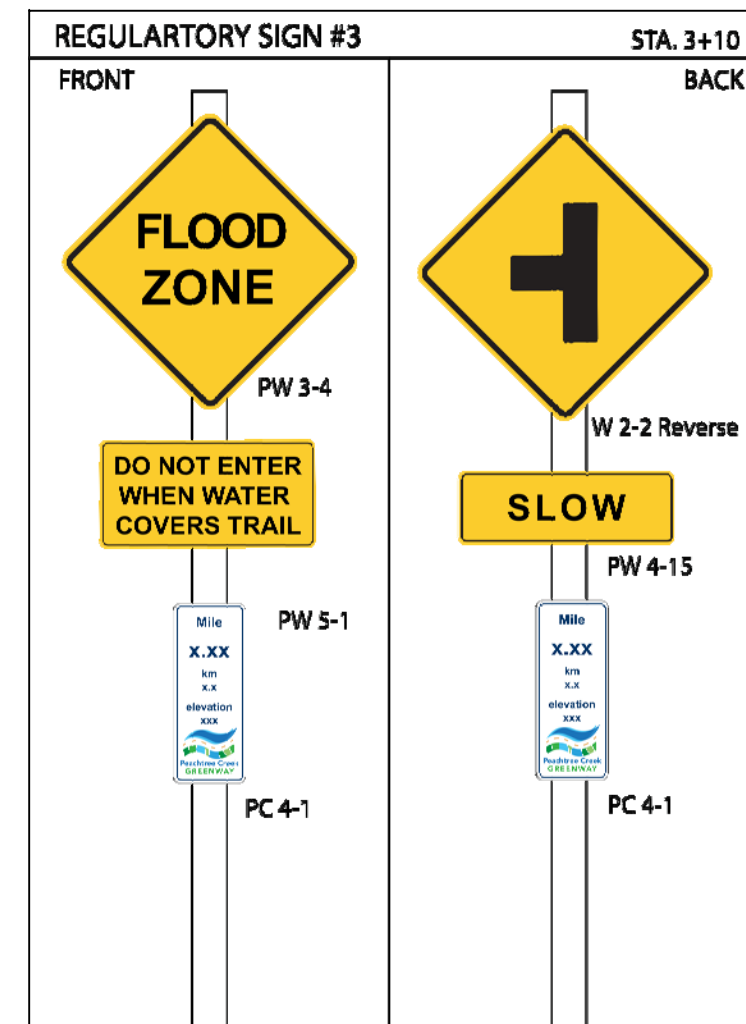 REGULARTORY SIGN #3
STA. 3+10
FRONT
FLOOD
ZONE
PW 3-4
DO NOT ENTER
WHEN WATER
COVERS TRAIL
PW 5-1
Mile
x.xx
km
x.x
elevation
xxx
Peachtree Creek
GREENWAY
PC 4-1
BACK
W 2-2 Reverse
SLOW
PW 4-15
Mile
x.xx
km
x.x
elevation
xxx
Peachtree Creek
GREENWAY
PC 4-1